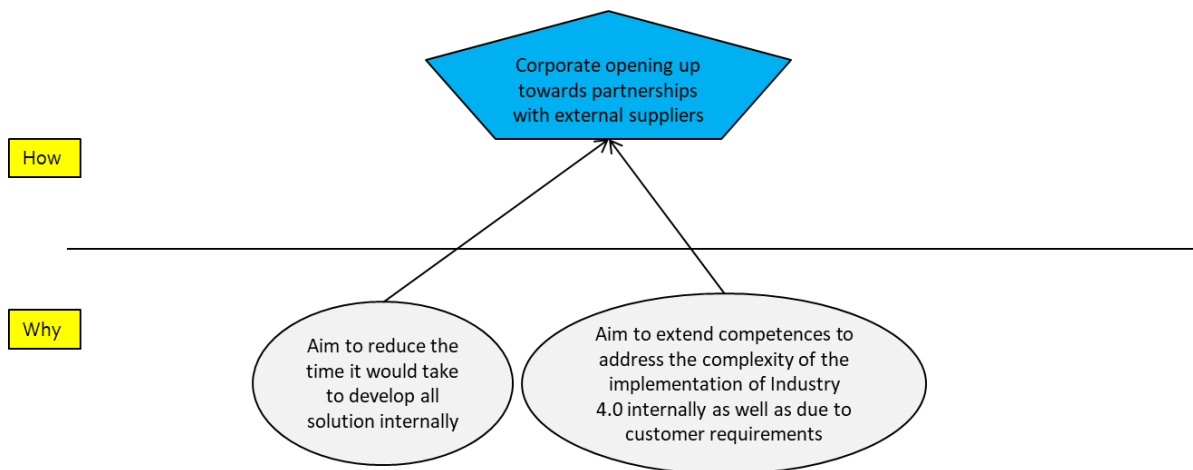 Corporate opening up
towards partnerships
with external suppliers
How
Why
Aim to reduce the
time it would take
to develop all
solution internally
Aim to extend competences to
address the complexity of the
implementation of Industry
4.0 internally as well as due to
customer requirements